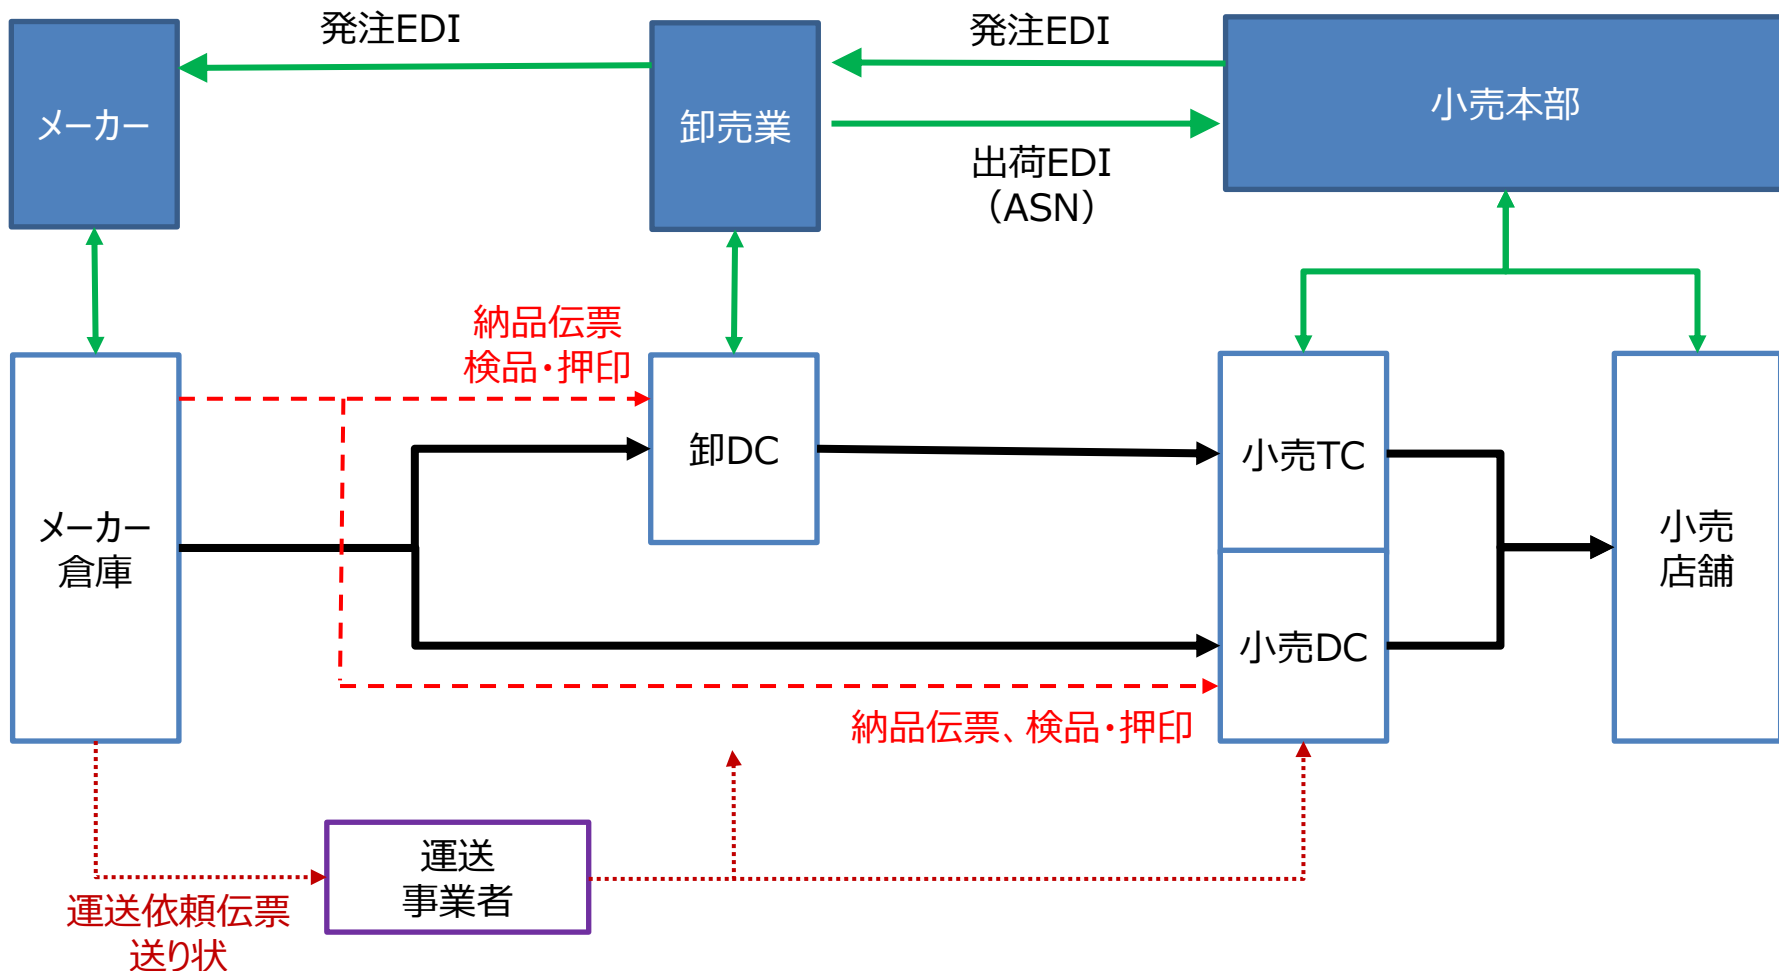 発注EDI
発注EDI
メーカー
卸売業
小売本部
出荷EDI
（ASN）
納品伝票
検品・押印
卸DC
小売TC
メーカー
倉庫
小売
店舗
小売DC
納品伝票、検品・押印
運送
事業者
運送依頼伝票
送り状